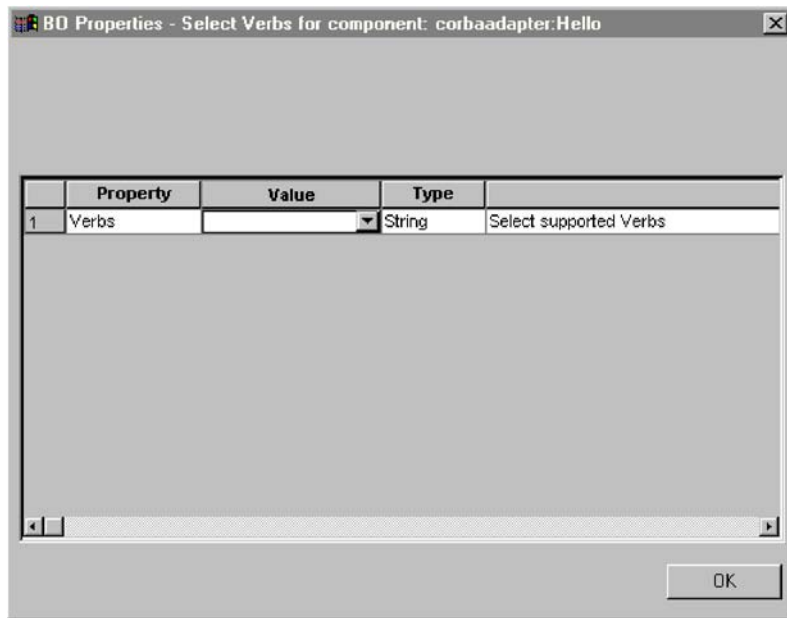 BO Properties - Select Verbs for component: corbaadapter:Hello
Property Value Type
1 Verbs String Select supported Verbs
OK